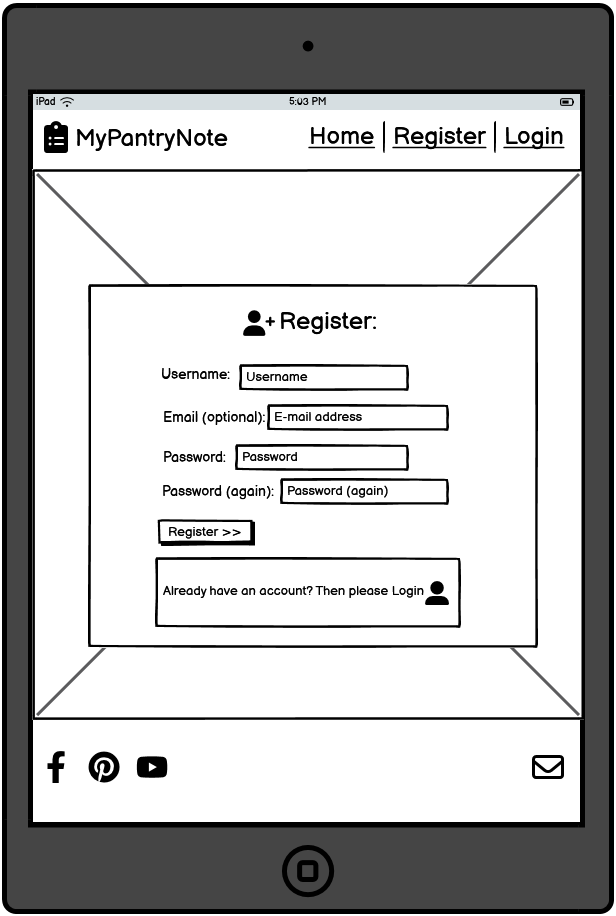 iPad 5:03 PM
MyPantryNote Home Register Login
Register:
Username: Username
Email (optional): E-mail address
Password: Password
Password (again): Password (again)
Register >>
Already have an account? Then please Login